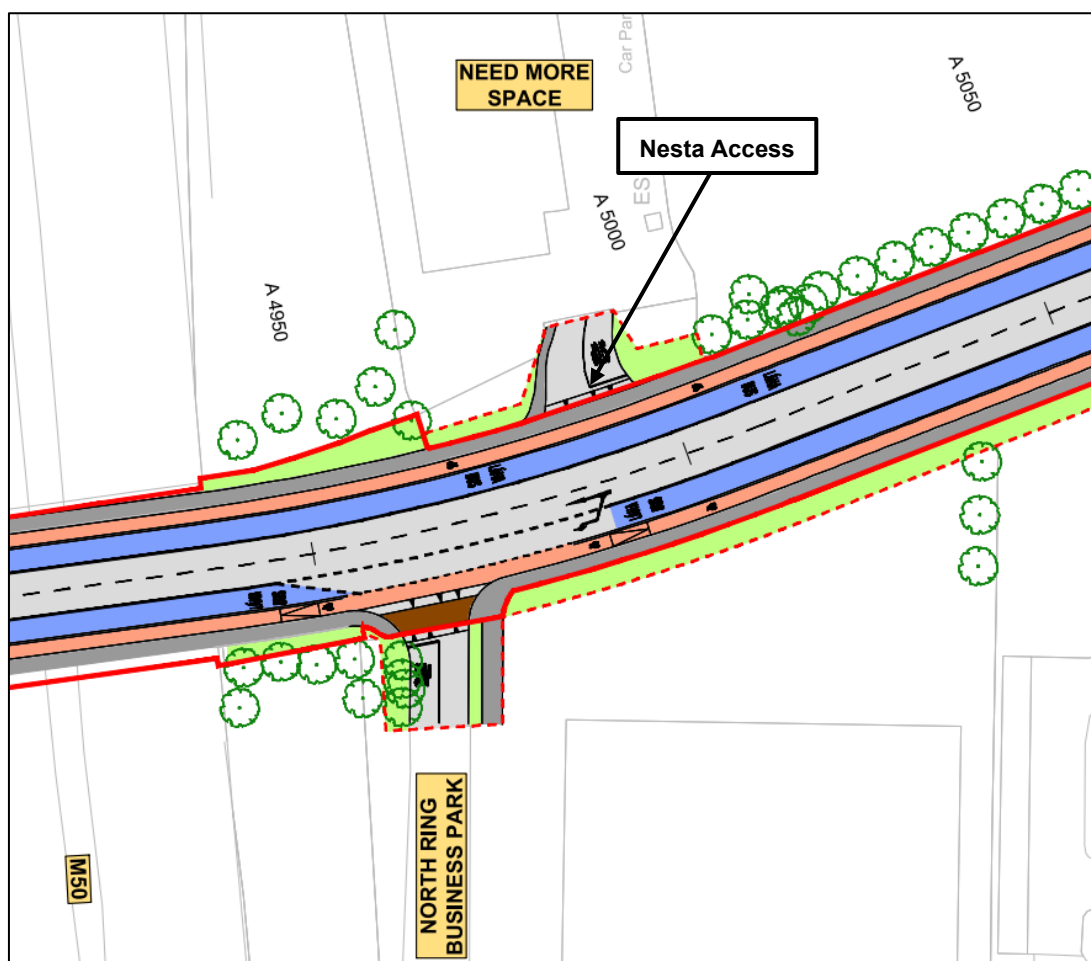 NEED MORE
SPACE
Car Par
A 5050
Nesta Access
ES
A 5000
A 4950
NORTH RING
BUSINESS PARK
M50